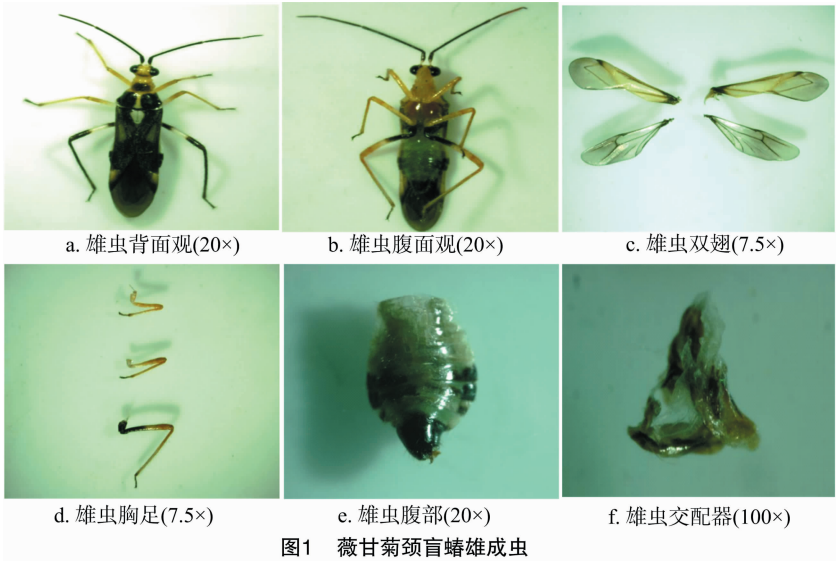 a. 雄虫背面观(20×)
b. 雄虫腹面观(20×)
c. 雄虫双翅(7.5×)
d. 雄虫胸足(7.5×)
e. 雄虫腹部(20×)
f. 雄虫交配器(100×)
图1 薇甘菊颈盲蝽雄成虫